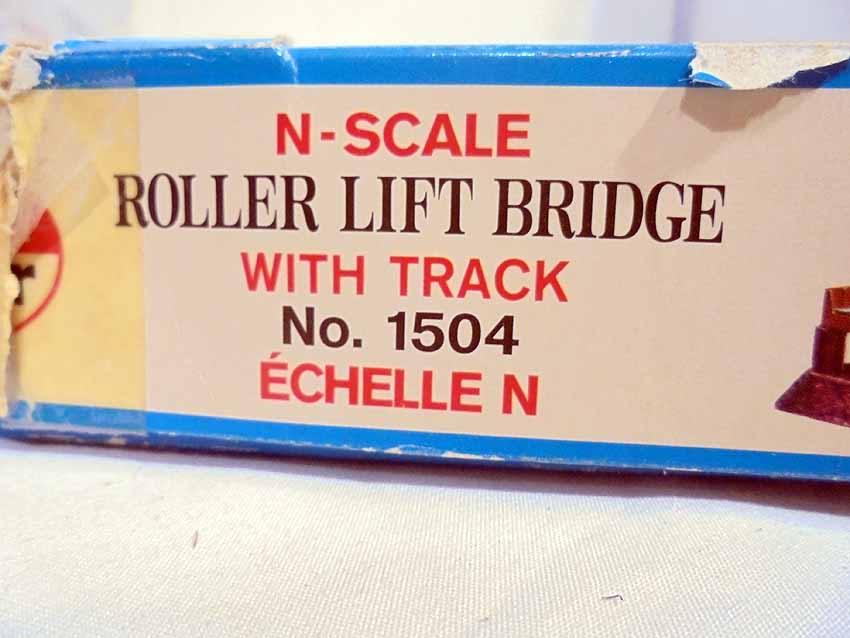 N-SCALE
ROLLER LIFT BRIDGE
WITH TRACK
No. 1504
ÉCHELLE N